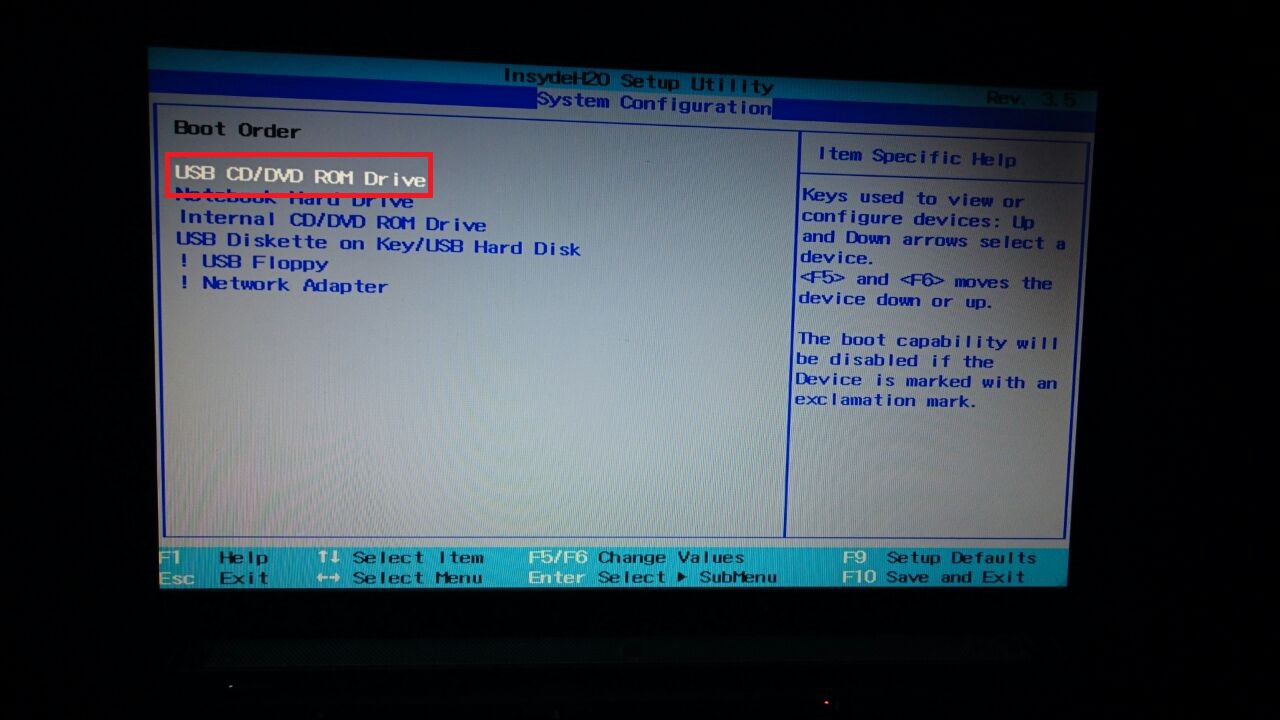 InsydeH2O Setup Utility
Rev. 3.5
System Configuration
Boot Order
USB CD/DVD ROM Drive
Notebook Hard Drive
Internal CD/DVD ROM Drive
USB Diskette on Key/USB Hard Disk
! USB Floppy
! Network Adapter
Item Specific Help
Keys used to view or
configure devices: Up
and Down arrows select a
device.
<F5> and <F6> moves the
device down or up.
The boot capability will
be disabled if the
Device is marked with an
exclamation mark.
F1 Help ↑↓ Select Item F5/F6 Change Values F9 Setup Defaults
Esc Exit ↔ Select Menu Enter Select ▶ SubMenu F10 Save and Exit